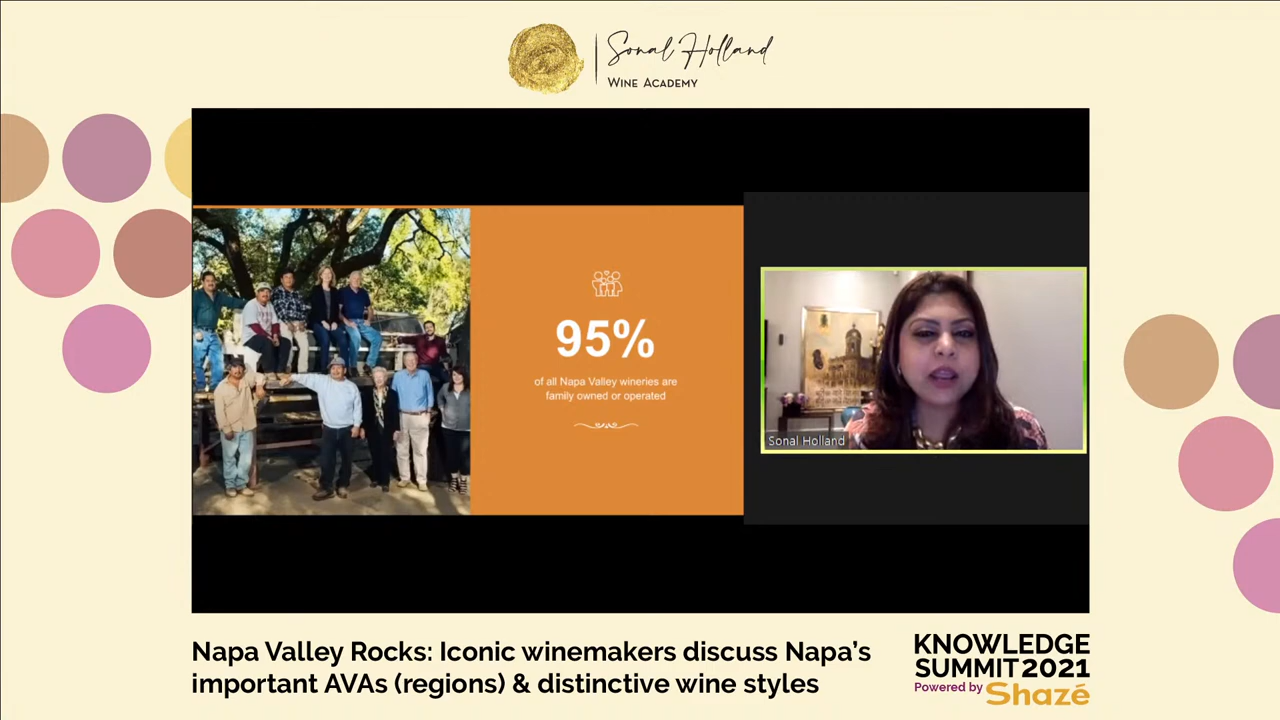 Sonal Holland
WINE ACADEMY
95%
of all Napa Valley wineries are
family owned or operated
Sonal Holland
Napa Valley Rocks: Iconic winemakers discuss Napa's
important AVAs (regions) & distinctive wine styles
KNOWLEDGE
SUMMIT 2021
Powered by Shazé